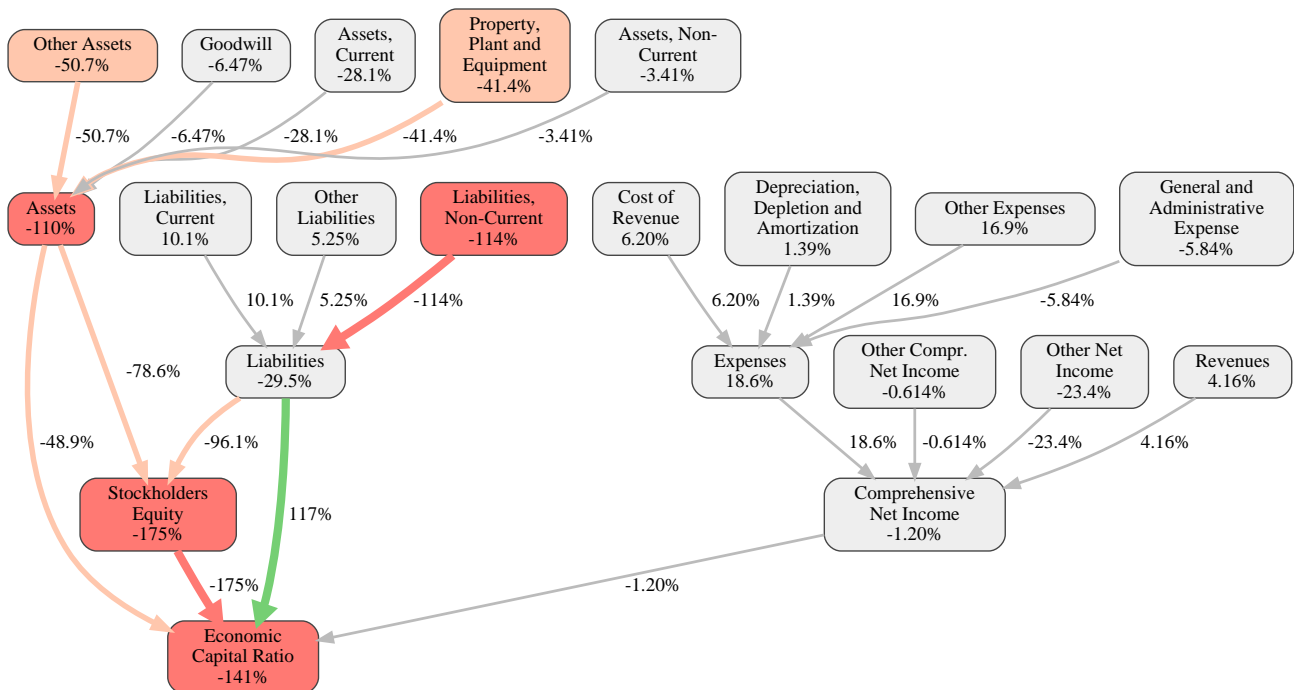 Other Assets
-50.7%
Goodwill
-6.47%
Assets,
Current
-28.1%
Property,
Plant and
Equipment
-41.4%
Assets, Non-
Current
-3.41%
-50.7%
-6.47%
-28.1%
-41.4%
-3.41%
Assets
-110%
Liabilities,
Current
10.1%
Other
Liabilities
5.25%
Liabilities,
Non-Current
-114%
Cost of
Revenue
6.20%
Depreciation,
Depletion and
Amortization
1.39%
Other Expenses
16.9%
General and
Administrative
Expense
-5.84%
10.1%
5.25%
-114%
6.20%
1.39%
16.9%
-5.84%
Liabilities
-29.5%
Expenses
18.6%
Other Compr.
Net Income
-0.614%
Other Net
Income
-23.4%
Revenues
4.16%
-78.6%
-48.9%
-96.1%
18.6%
-0.614%
-23.4%
4.16%
Stockholders
Equity
-175%
117%
Comprehensive
Net Income
-1.20%
-175%
-1.20%
Economic
Capital Ratio
-141%